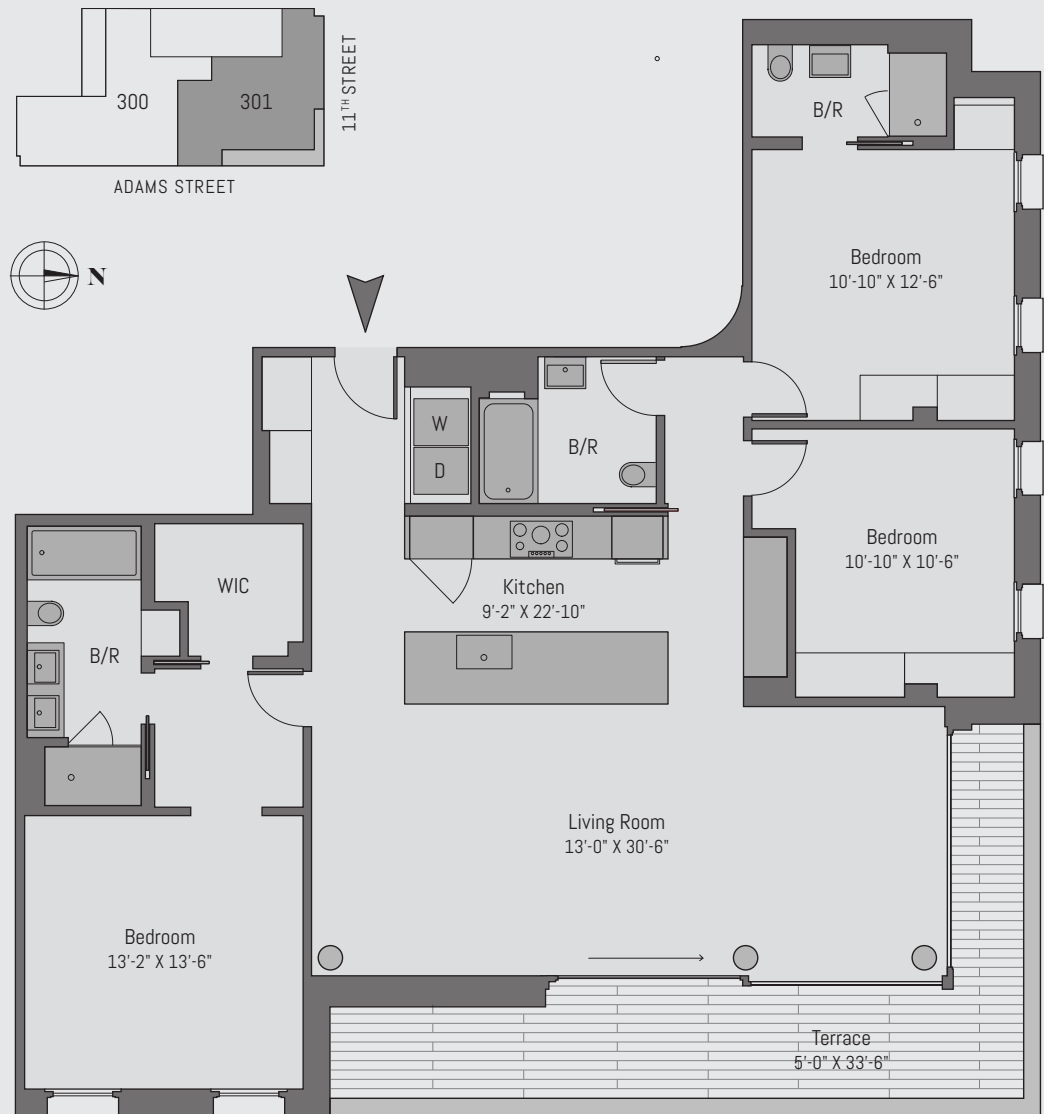 300
301
11TH STREET
ADAMS STREET
N
B/R
Bedroom
10'-10" X 12'-6"
W
D
B/R
Bedroom
10'-10" X 10'-6"
Kitchen
9'-2" X 22'-10"
WIC
B/R
Living Room
13'-0" X 30'-6"
Bedroom
13'-2" X 13'-6"
Terrace
5'-0" X 33'-6"